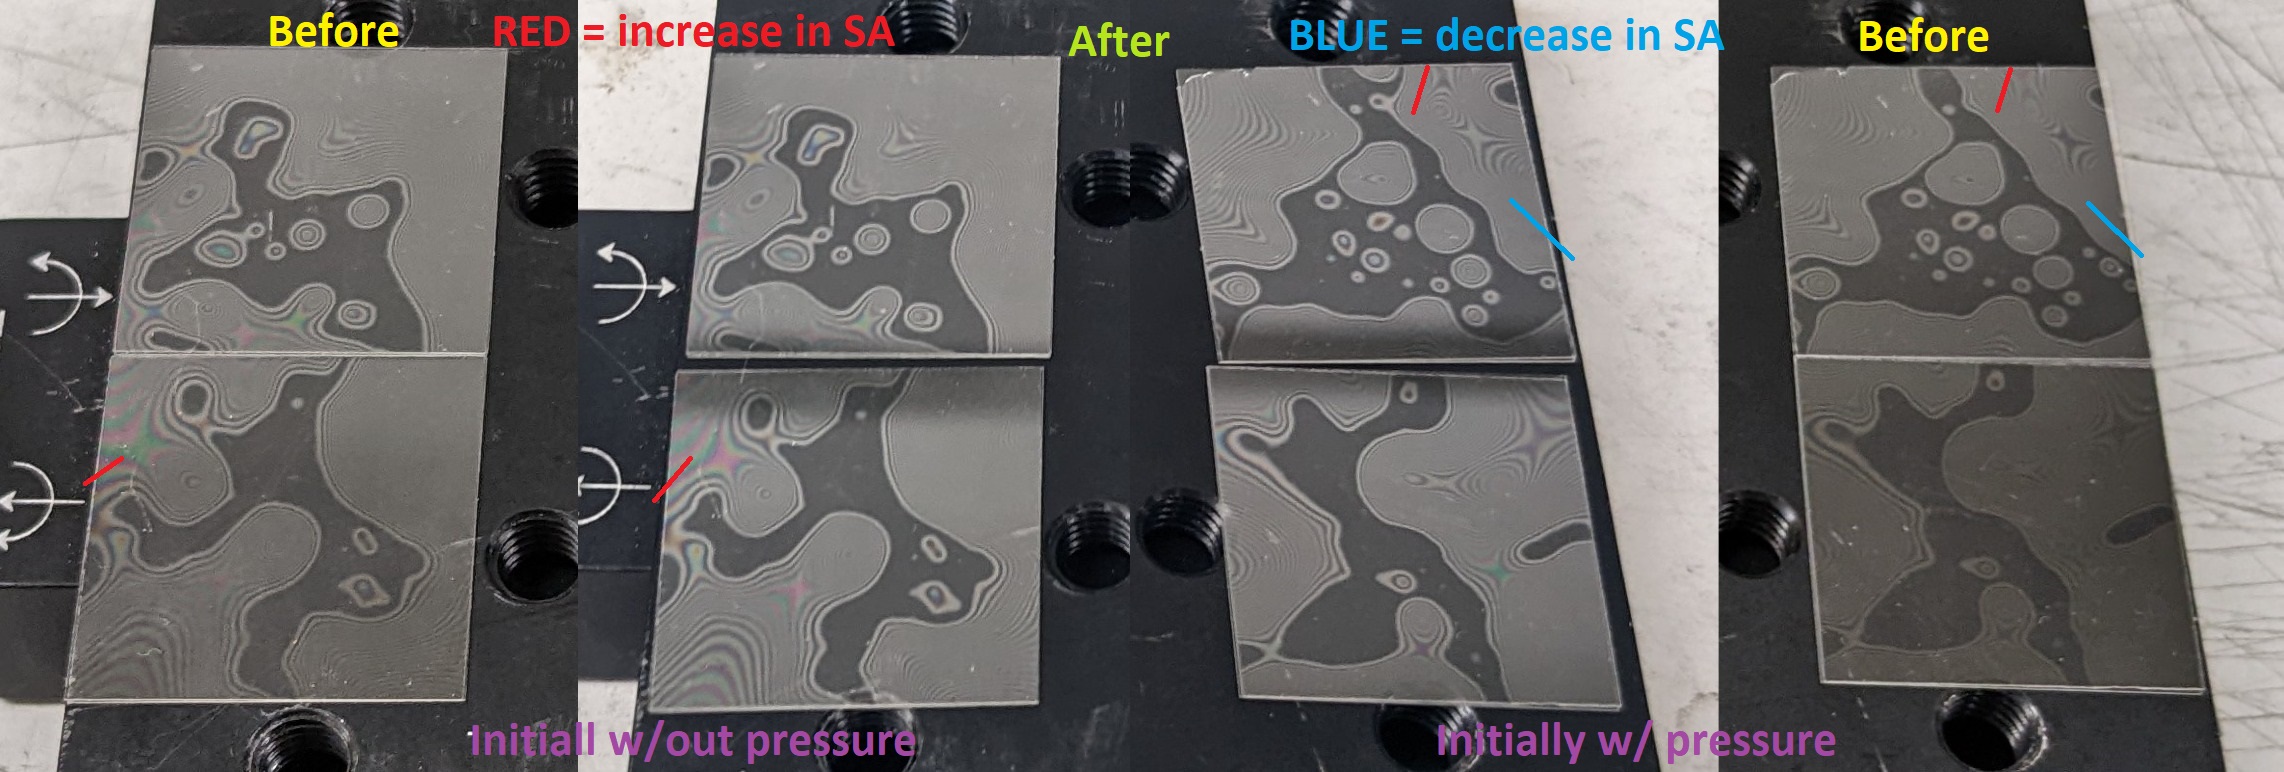 Before
RED = increase in SA
After
BLUE = decrease in SA
Before
Initiall w/out pressure
Initially w/ pressure